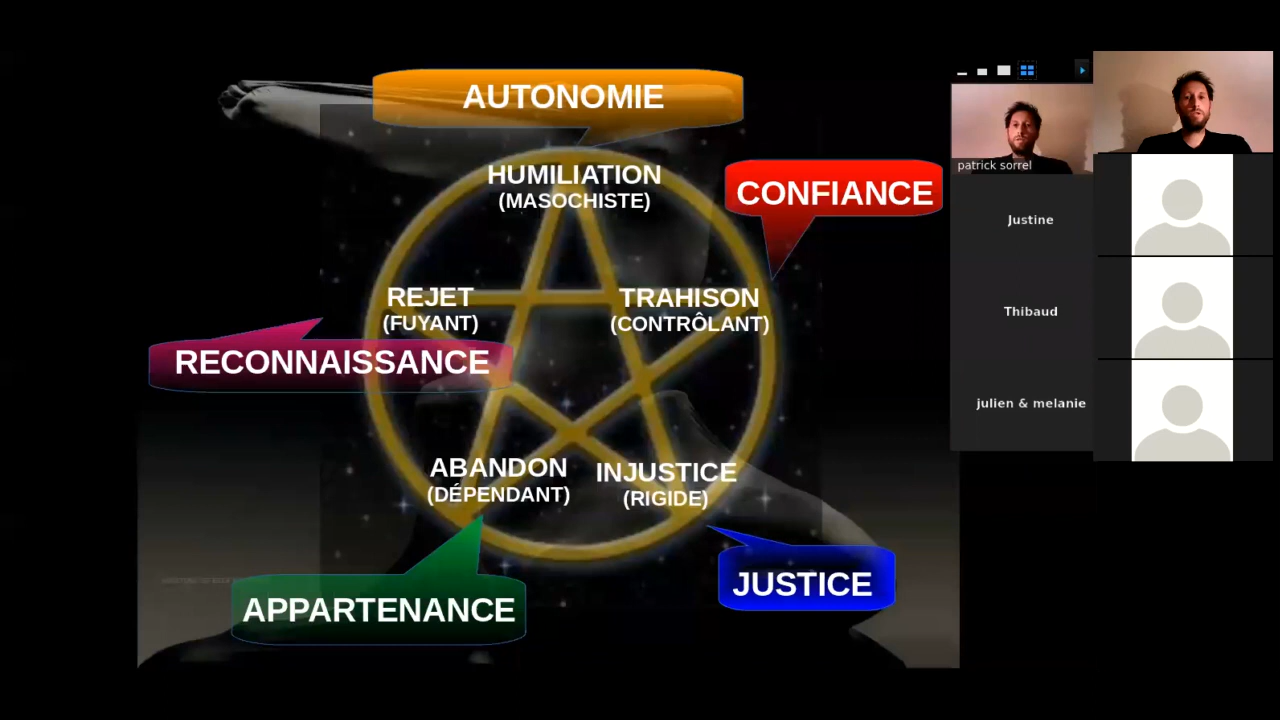 AUTONOMIE
HUMILIATION
(MASOCHISTE)
CONFIANCE
REJET
(FUYANT)
TRAHISON
(CONTRÔLANT)
RECONNAISSANCE
ABANDON
(DÉPENDANT)
INJUSTICE
(RIGIDE)
JUSTICE
APPARTENANCE
patrick sorrel
Justine
Thibaud
julien & melanie